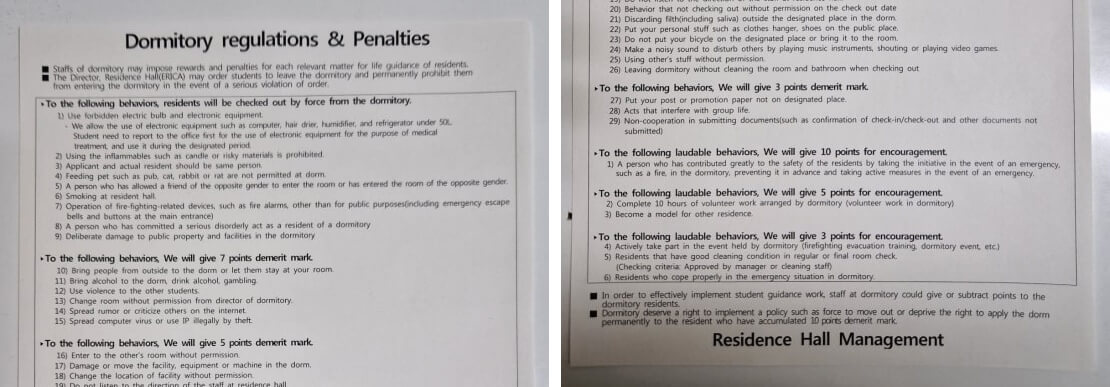 Dormitory regulations & Penalties
■ Staffs of dormitory may impose rewards and penalties for each relevant matter for life guidance of residents.
■ The Director, Residence Hall(ERICA) may order students to leave the dormitory and permanently prohibit them
from entering the dormitory in the event of a serious violation of order.
▸To the following behaviors, residents will be checked out by force from the dormitory.
1) Use forbidden electric bulb and electronic equipment.
- We allow the use of electronic equipment such as computer, hair drier, humidifier, and refrigerator under 50L.
Student need to report to the office first for the use of electronic equipment for the purpose of medical
treatment, and use it during the designated period.
2) Using the inflammables such as candle or risky materials is prohibited.
3) Applicant and actual resident should be same person.
4) Feeding pet such as pub, cat, rabbit or rat are not permitted at dorm.
5) A person who has allowed a friend of the opposite gender to enter the room or has entered the room of the opposite gender.
6) Smoking at resident hall.
7) Operation of fire-fighting-related devices, such as fire alarms, other than for public purposes(including emergency escape
bells and buttons at the main entrance)
8) A person who has committed a serious disorderly act as a resident of a dormitory
9) Deliberate damage to public property and facilities in the dormitory
▸To the following behaviors, We will give 7 points demerit mark.
10) Bring people from outside to the dorm or let them stay at your room.
11) Bring alcohol to the dorm, drink alcohol, gambling.
12) Use violence to the other students.
13) Change room without permission from director of dormitory.
14) Spread rumor or criticize others on the internet.
15) Spread computer virus or use IP illegally by theft.
▸To the following behaviors, We will give 5 points demerit mark.
16) Enter to the other's room without permission.
17) Damage or move the facility, equipment or machine in the dorm.
18) Change the location of facility without permission.
19) Do not listen to the direction of the staff at residence hall
20) Behavior that not checking out without permission on the check out date
21) Discarding filth(including saliva) outside the designated place in the dorm.
22) Put your personal stuff such as clothes hanger, shoes on the public place.
23) Do not put your bicycle on the designated place or bring it to the room.
24) Make a noisy sound to disturb others by playing music instruments, shouting or playing video games.
25) Using other's stuff without permission.
26) Leaving dormitory without cleaning the room and bathroom when checking out
▸To the following behaviors, We will give 3 points demerit mark.
27) Put your post or promotion paper not on designated place.
28) Acts that interfere with group life.
29) Non-cooperation in submitting documents(such as confirmation of check-in/check-out and other documents not
submitted)
▸To the following laudable behaviors, We will give 10 points for encouragement.
1) A person who has contributed greatly to the safety of the residents by taking the initiative in the event of an emergency,
such as a fire, in the dormitory, preventing it in advance and taking active measures in the event of an emergency.
▸To the following laudable behaviors, We will give 5 points for encouragement.
2) Complete 10 hours of volunteer work arranged by dormitory (volunteer work in dormitory)
3) Become a model for other residence.
▸To the following laudable behaviors, We will give 3 points for encouragement.
4) Actively take part in the event held by dormitory (firefighting evacuation training, dormitory event, etc.)
5) Residents that have good cleaning condition in regular or final room check.
(Checking criteria: Approved by manager or cleaning staff)
6) Residents who cope properly in the emergency situation in dormitory.
■ In order to effectively implement student guidance work, staff at dormitory could give or subtract points to the
dormitory residents.
■ Dormitory deserve a right to implement a policy such as force to move out or deprive the right to apply the dorm
permanently to the resident who have accumulated 10 points demerit mark.
Residence Hall Management